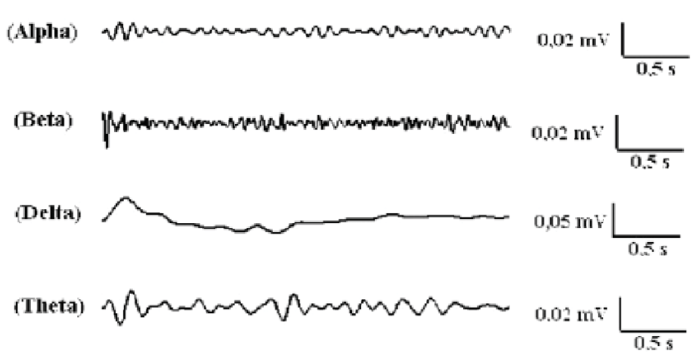 (Alpha)
0,02 mV
0,5 s
(Beta)
0,02 mV
0.5 s
(Delta)
0,05 mV
0.5 s
(Theta)
0.02 mV
0.5 s